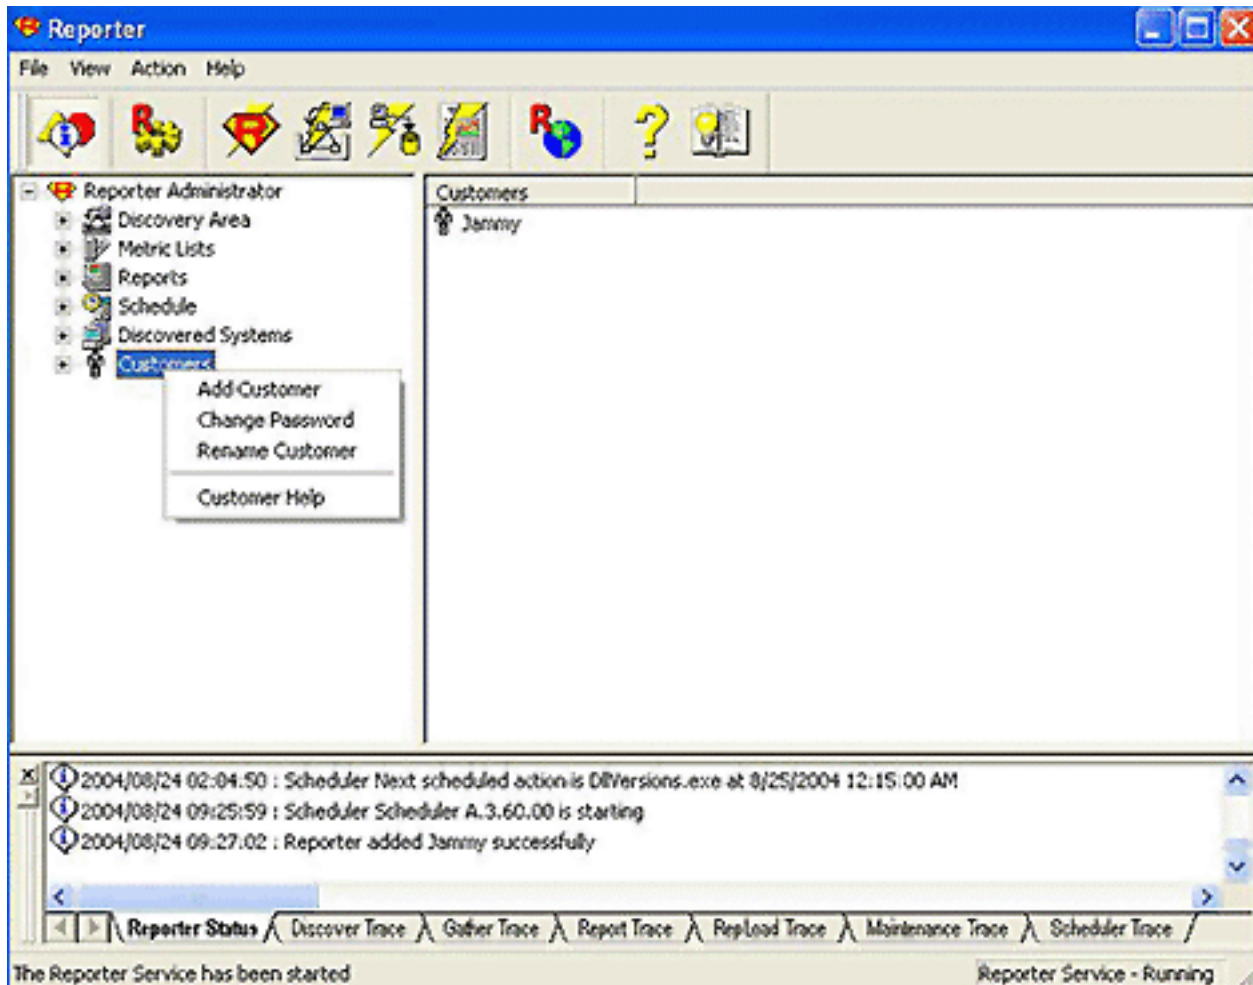 Reporter
File View Action Help
Reporter Administrator
Discovery Area
Metric Lists
Reports
Schedule
Discovered Systems
Customers
Add Customer
Change Password
Rename Customer
Customer Help
Customers
Jammy
2004/08/24 02:04:50 : Scheduler Next scheduled action is DllVersions.exe at 8/25/2004 12:15:00 AM
2004/08/24 09:25:59 : Scheduler Scheduler A.3.60.00 is starting
2004/08/24 09:27:02 : Reporter added Jammy successfully
Reporter Status Discover Trace Gather Trace Report Trace RepLoad Trace Maintenance Trace Scheduler Trace
The Reporter Service has been started Reporter Service - Running